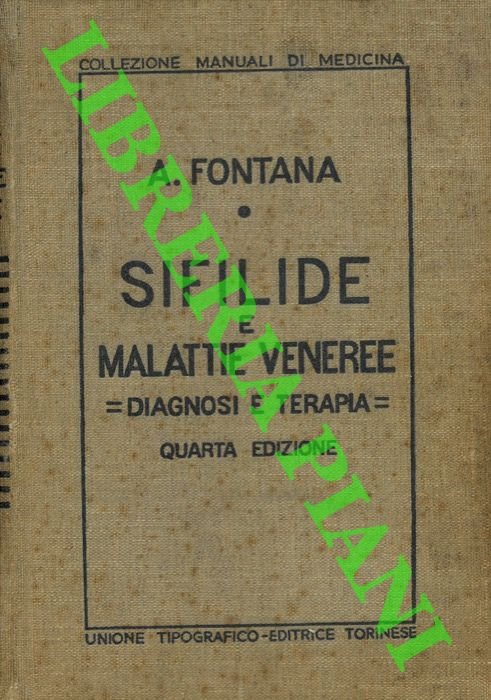 COLLEZIONE MANUALI DI MEDICINA
A. FONTANA
SIFILIDE
E
MALATTIE VENEREE
= DIAGNOSI E TERAPIA =
QUARTA EDIZIONE
UNIONE TIPOGRAFICO-EDITRICE TORINESE
LIBRERIA PIANI